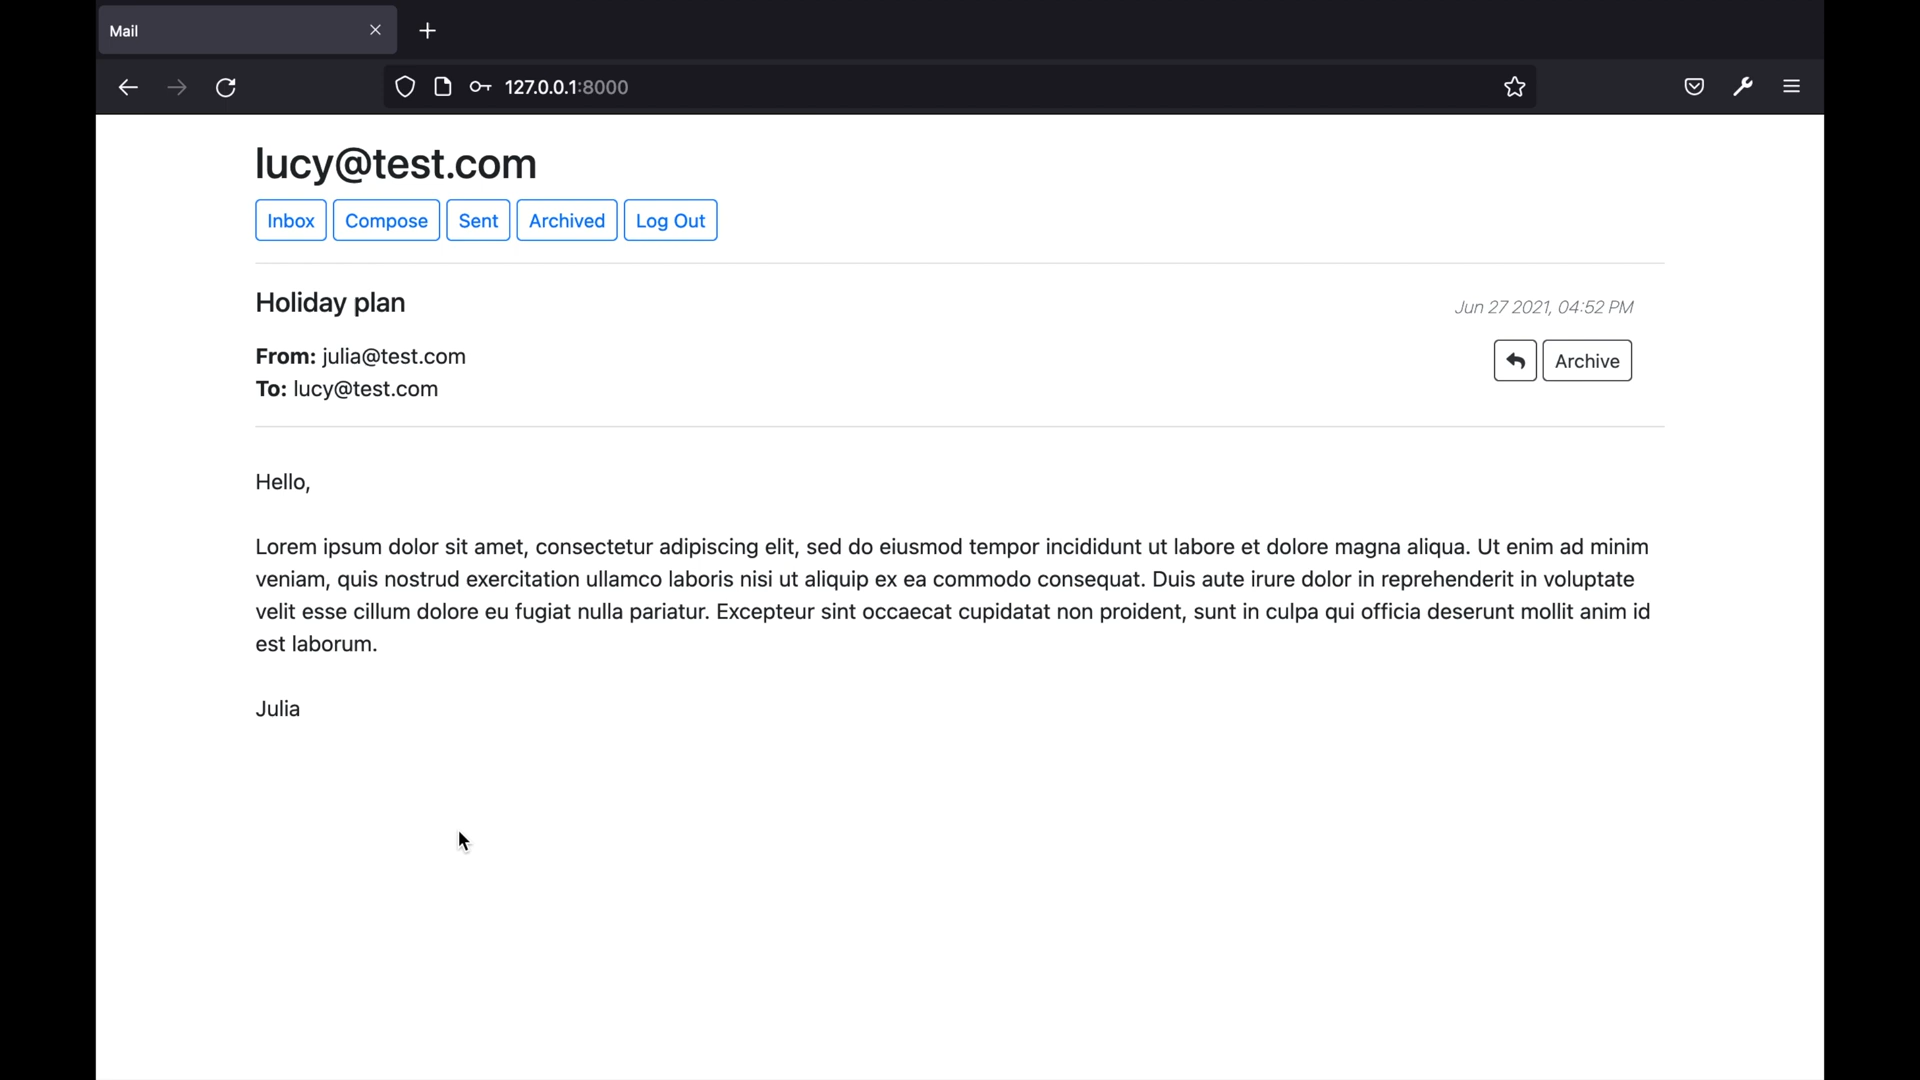 Mail
127.0.0.1:8000
lucy@test.com
Inbox Compose Sent Archived Log Out
Holiday plan
Jun 27 2021, 04:52 PM
From: julia@test.com
To: lucy@test.com
Archive
Hello,
Lorem ipsum dolor sit amet, consectetur adipiscing elit, sed do eiusmod tempor incididunt ut labore et dolore magna aliqua. Ut enim ad minim
veniam, quis nostrud exercitation ullamco laboris nisi ut aliquip ex ea commodo consequat. Duis aute irure dolor in reprehenderit in voluptate
velit esse cillum dolore eu fugiat nulla pariatur. Excepteur sint occaecat cupidatat non proident, sunt in culpa qui officia deserunt mollit anim id
est laborum.
Julia